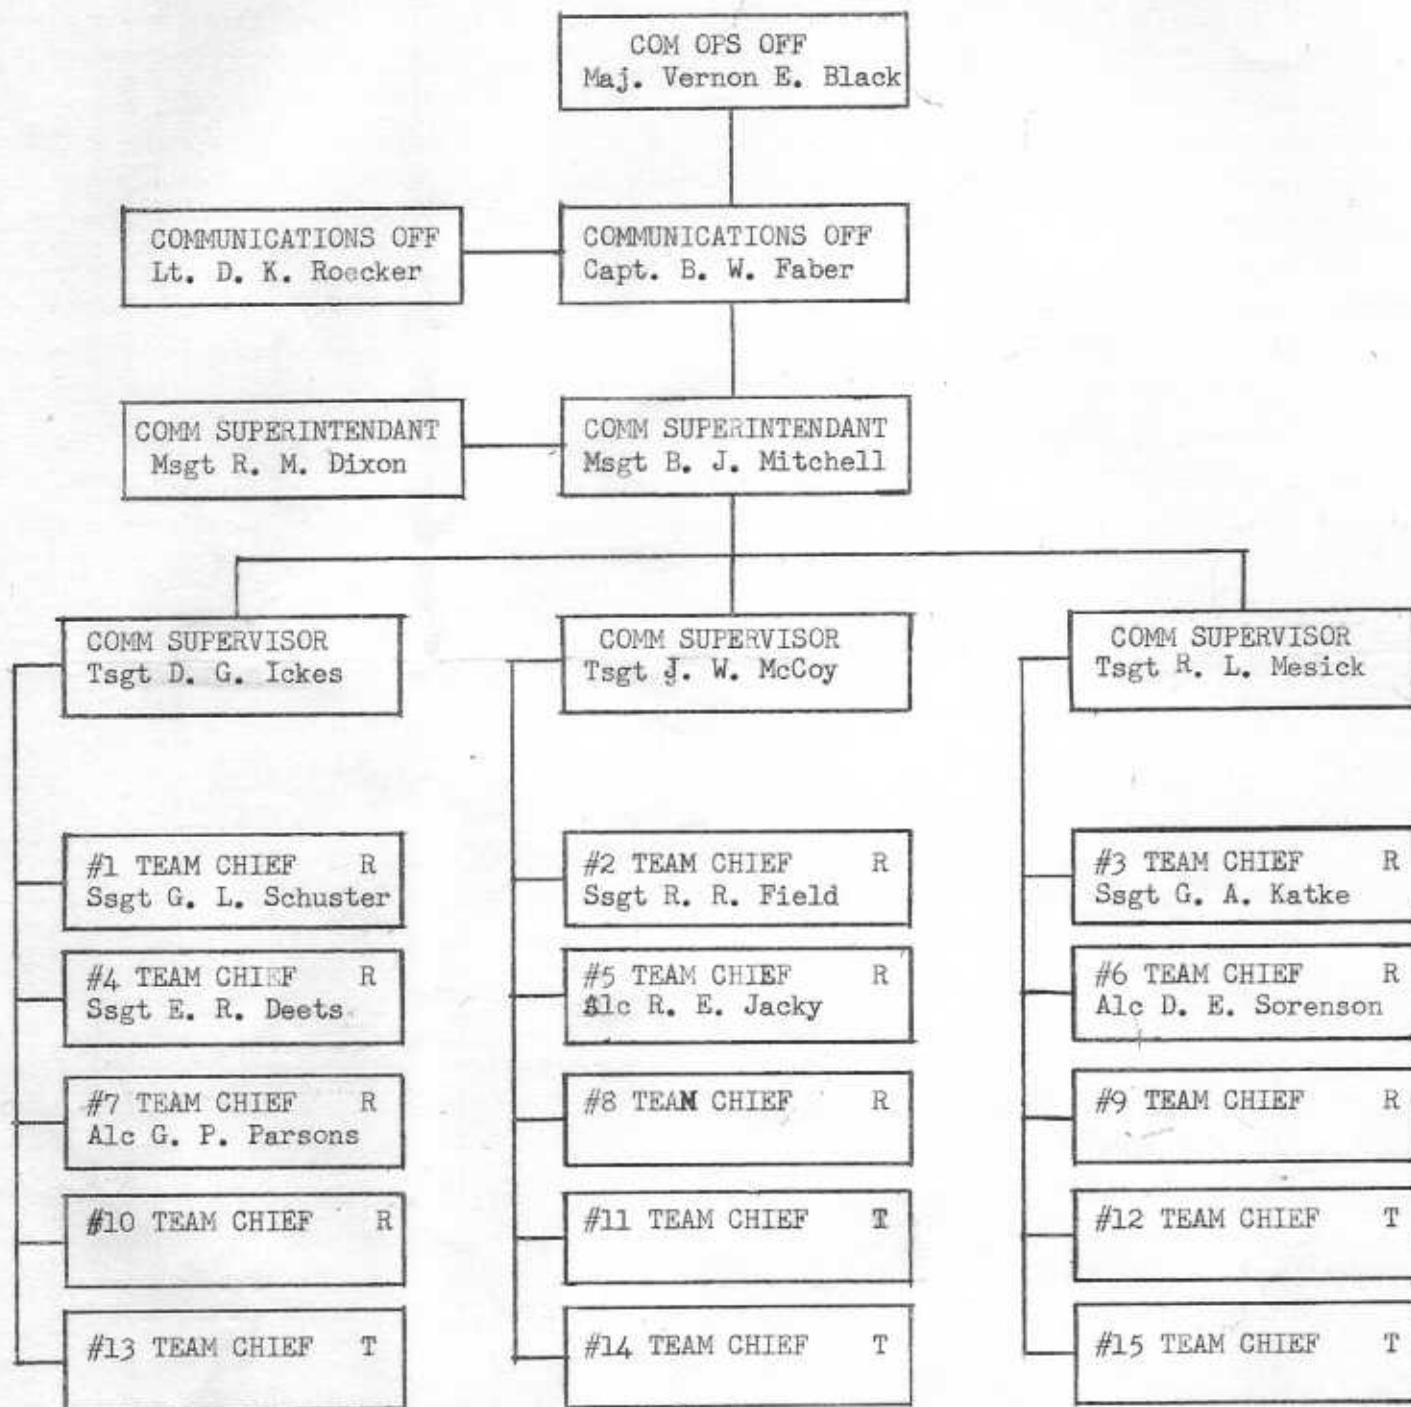 COM OPS OFF
Maj. Vernon E. Black
COMMUNICATIONS OFF
Lt. D. K. Roecker
COMMUNICATIONS OFF
Capt. B. W. Faber
COMM SUPERINTENDANT
Msgt R. M. Dixon
COMM SUPERINTENDANT
Msgt B. J. Mitchell
COMM SUPERVISOR
Tsgt D. G. Ickes
COMM SUPERVISOR
Tsgt J. W. McCoy
COMM SUPERVISOR
Tsgt R. L. Mesick
#1 TEAM CHIEF R
Ssgt G. L. Schuster
#2 TEAM CHIEF R
Ssgt R. R. Field
#3 TEAM CHIEF R
Ssgt G. A. Katke
#4 TEAM CHIEF R
Ssgt E. R. Deets
#5 TEAM CHIEF R
A1c R. E. Jacky
#6 TEAM CHIEF R
A1c D. E. Sorenson
#7 TEAM CHIEF R
A1c G. P. Parsons
#8 TEAM CHIEF R
#9 TEAM CHIEF R
#10 TEAM CHIEF R
#11 TEAM CHIEF T
#12 TEAM CHIEF T
#13 TEAM CHIEF T
#14 TEAM CHIEF T
#15 TEAM CHIEF T